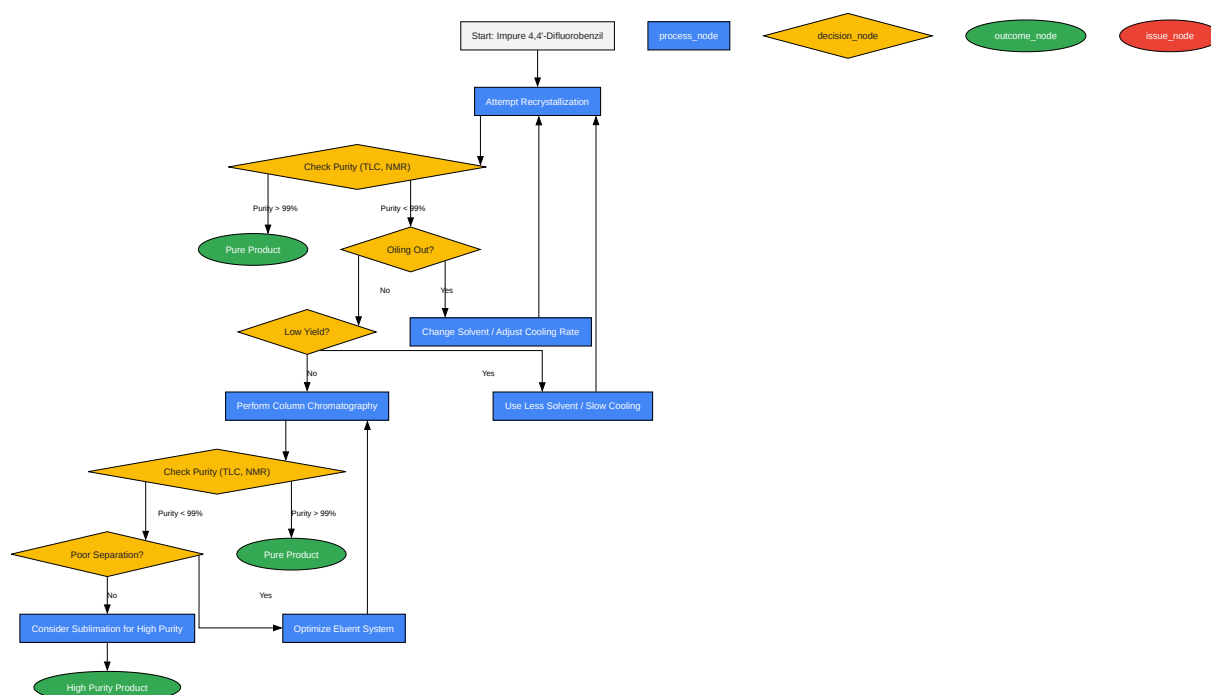 Start: Impure 4,4'-Difluorobenzil
process_node
decision_node
outcome_node
issue_node
Attempt Recrystallization
Check Purity (TLC, NMR)
Purity > 99%
Purity < 99%
Pure Product
Oiling Out?
No
Yes
Low Yield?
Change Solvent / Adjust Cooling Rate
No
Yes
Perform Column Chromatography
Use Less Solvent / Slow Cooling
Check Purity (TLC, NMR)
Purity < 99%
Purity > 99%
Poor Separation?
Pure Product
No
Yes
Consider Sublimation for High Purity
Optimize Eluent System
High Purity Product